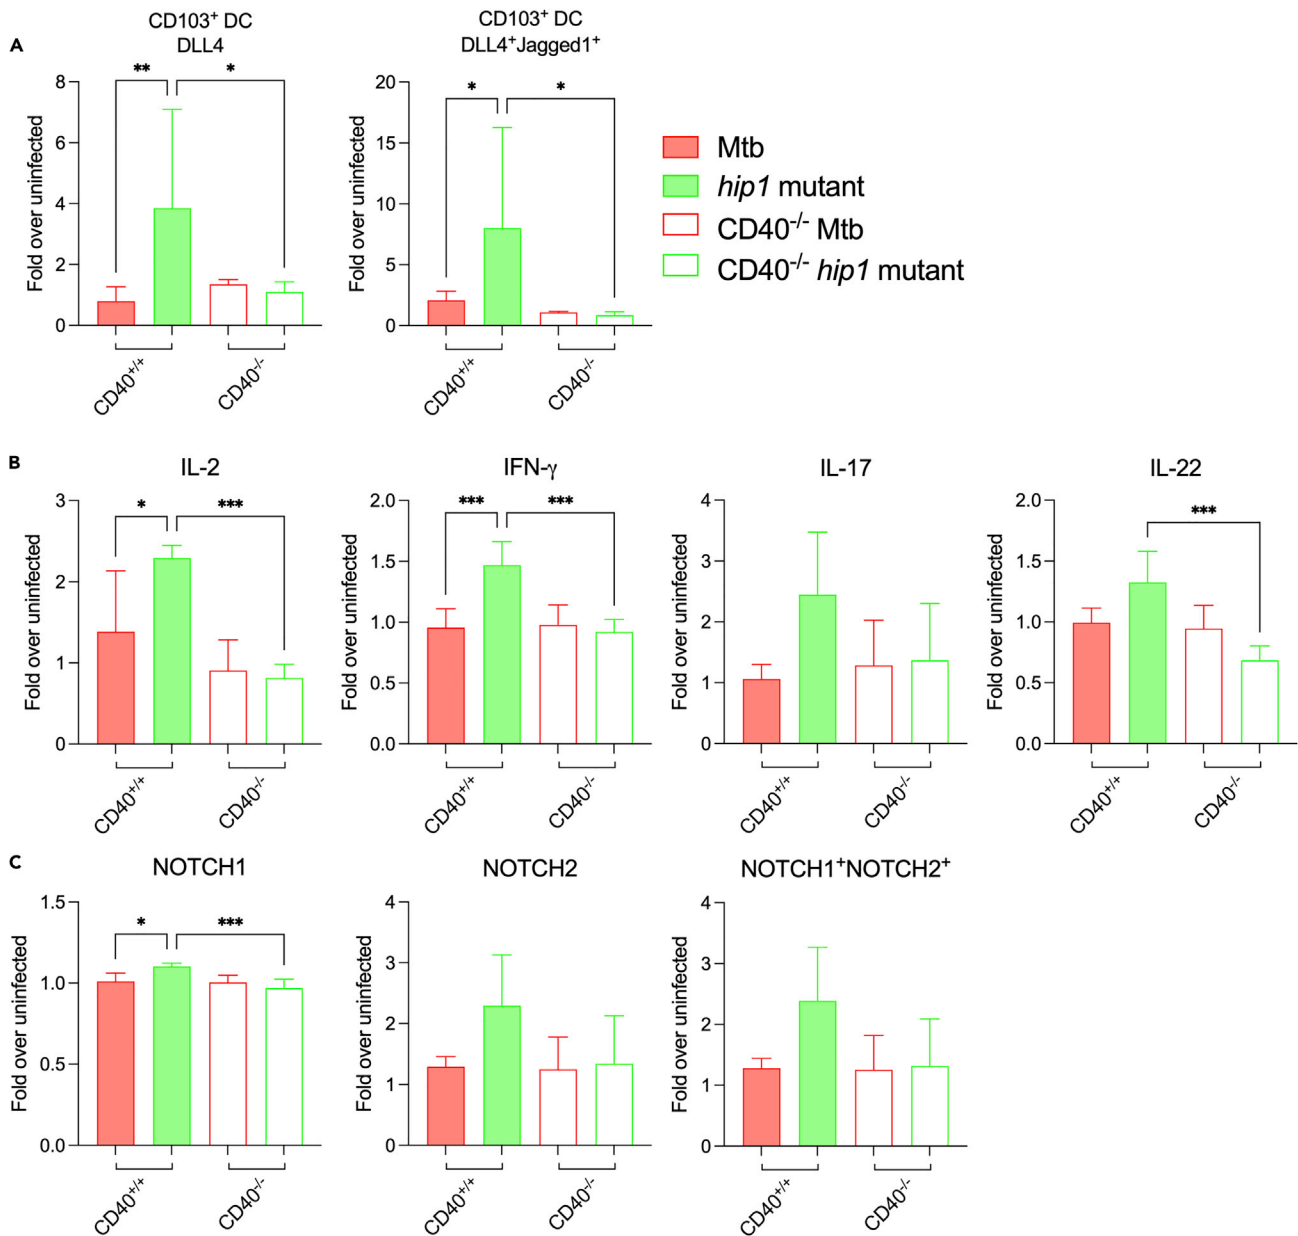 A
CD103⁺ DC
DLL4
** *
Fold over uninfected
8
6
4
2
0
CD40⁺/⁺ CD40⁻/⁻
CD103⁺ DC
DLL4⁺Jagged1⁺
* *
Fold over uninfected
20
15
10
5
0
CD40⁺/⁺ CD40⁻/⁻
Mtb
hip1 mutant
CD40⁻/⁻ Mtb
CD40⁻/⁻ hip1 mutant
B
IL-2
* ***
Fold over uninfected
3
2
1
0
CD40⁺/⁺ CD40⁻/⁻
IFN-γ
*** ***
Fold over uninfected
2.0
1.5
1.0
0.5
0.0
CD40⁺/⁺ CD40⁻/⁻
IL-17
Fold over uninfected
4
3
2
1
0
CD40⁺/⁺ CD40⁻/⁻
IL-22
***
Fold over uninfected
2.0
1.5
1.0
0.5
0.0
CD40⁺/⁺ CD40⁻/⁻
C
NOTCH1
* ***
Fold over uninfected
1.5
1.0
0.5
0.0
CD40⁺/⁺ CD40⁻/⁻
NOTCH2
Fold over uninfected
4
3
2
1
0
CD40⁺/⁺ CD40⁻/⁻
NOTCH1⁺NOTCH2⁺
Fold over uninfected
4
3
2
1
0
CD40⁺/⁺ CD40⁻/⁻